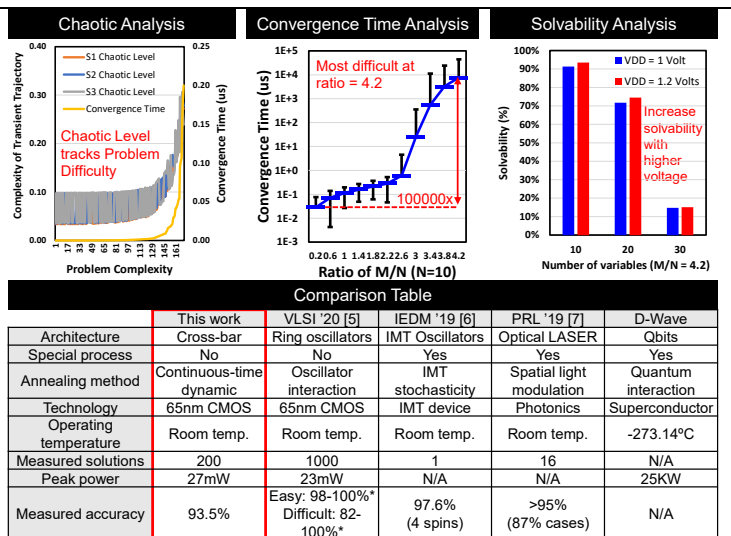 Chaotic Analysis
0.40
0.30
0.20
0.10
0.00
Complexity of Transient Trajectory
S1 Chaotic Level
S2 Chaotic Level
S3 Chaotic Level
Convergence Time
Chaotic Level
tracks Problem
Difficulty
0.25
0.20
0.15
0.10
0.05
0.00
Convergence Time (us)
1 17 33 49 65 81 97 113 129 145 161
Problem Complexity
Convergence Time Analysis
1E+5
1E+4
1E+3
1E+2
1E+1
1E+0
1E-1
1E-2
1E-3
Convergence Time (us)
Most difficult at
ratio = 4.2
100000x
0.20.6 1 1.41.82.22.6 3 3.43.84.2
Ratio of M/N (N=10)
Solvability Analysis
100%
90%
80%
70%
60%
50%
40%
30%
20%
10%
0%
Solvability (%)
VDD = 1 Volt
VDD = 1.2 Volts
Increase
solvability
with
higher
voltage
10 20 30
Number of variables (M/N = 4.2)
Comparison Table
This work VLSI '20 [5] IEDM '19 [6] PRL '19 [7] D-Wave
Architecture Cross-bar Ring oscillators IMT Oscillators Optical LASER Qbits
Special process No No Yes Yes Yes
Annealing method Continuous-time dynamic Oscillator interaction IMT stochasticity Spatial light modulation Quantum interaction
Technology 65nm CMOS 65nm CMOS IMT device Photonics Superconductor
Operating temperature Room temp. Room temp. Room temp. Room temp. -273.14ºC
Measured solutions 200 1000 1 16 N/A
Peak power 27mW 23mW N/A N/A 25KW
Measured accuracy 93.5% Easy: 98-100%* Difficult: 82-100%* 97.6% (4 spins) >95% (87% cases) N/A